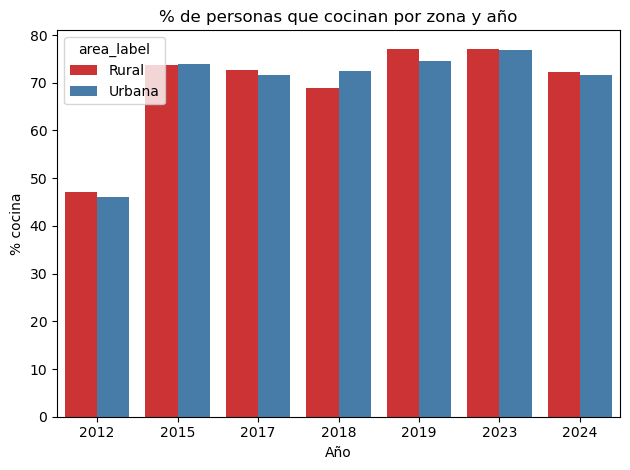 % de personas que cocinan por zona y año
area_label
Rural
Urbana
% cocina
80
70
60
50
40
30
20
10
0
2012 2015 2017 2018 2019 2023 2024
Año